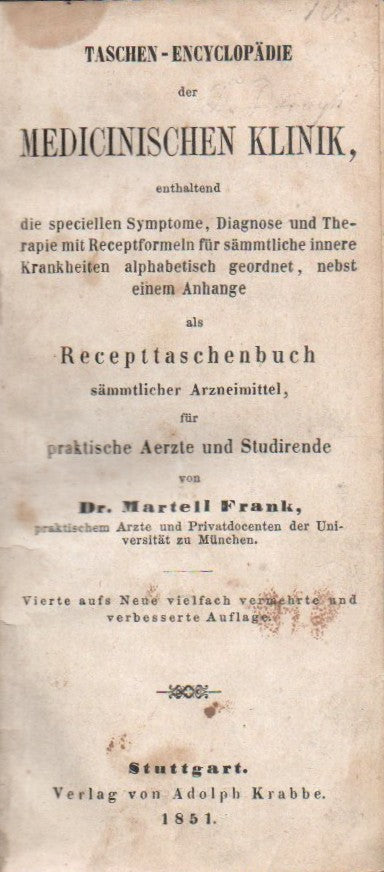 TASCHEN-ENCYCLOPÄDIE
der
MEDICINISCHEN KLINIK,
enthaltend
die speciellen Symptome, Diagnose und The-
rapie mit Receptformeln für sämmtliche innere
Krankheiten alphabetisch geordnet, nebst
einem Anhange
als
Recepttaschenbuch
sämmtlicher Arzneimittel,
für
praktische Aerzte und Studirende
von
Dr. Martell Frank,
praktischem Arzte und Privatdocenten der Uni-
versität zu München.
Vierte aufs Neue vielfach vermehrte und
verbesserte Auflage.
Stuttgart.
Verlag von Adolph Krabbe.
1851.